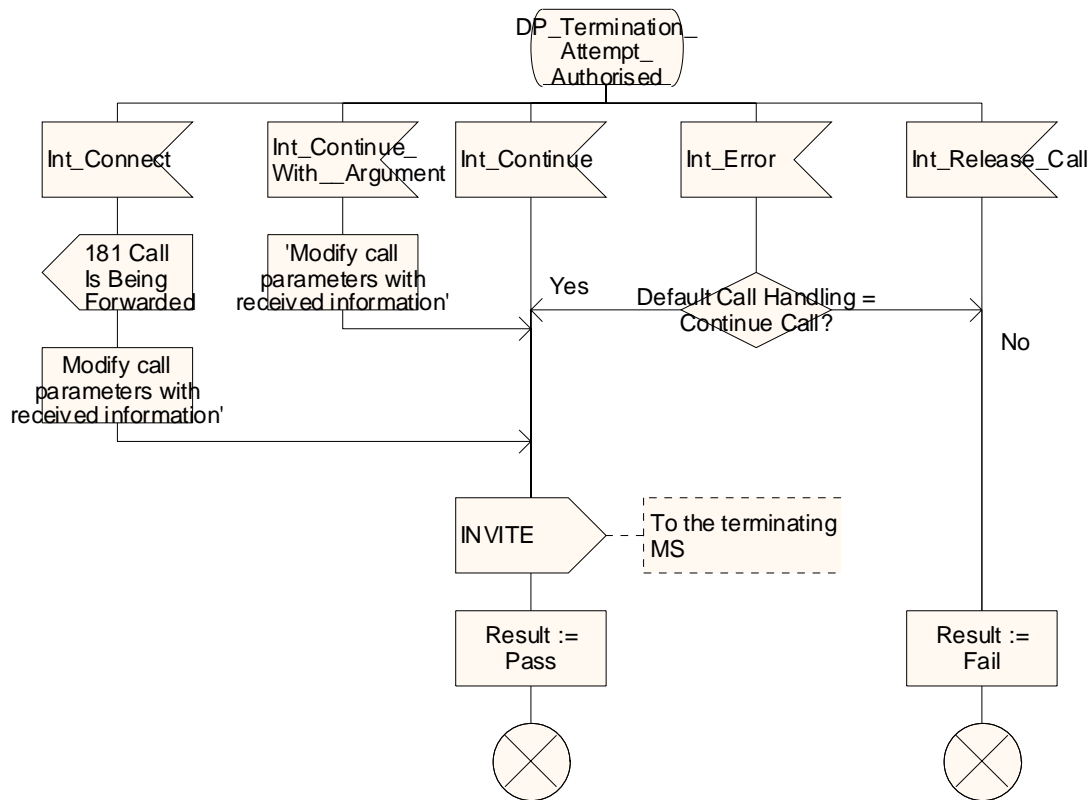 DP_Termination_
Attempt_
Authorised
Int_Connect
Int_Continue_
With__Argument
Int_Continue
Int_Error
Int_Release_Call
181 Call
Is Being
Forwarded
'Modify call
parameters with
received information'
Yes
Default Call Handling =
Continue Call?
No
Modify call
parameters with
received information'
INVITE
To the terminating
MS
Result :=
Pass
Result :=
Fail